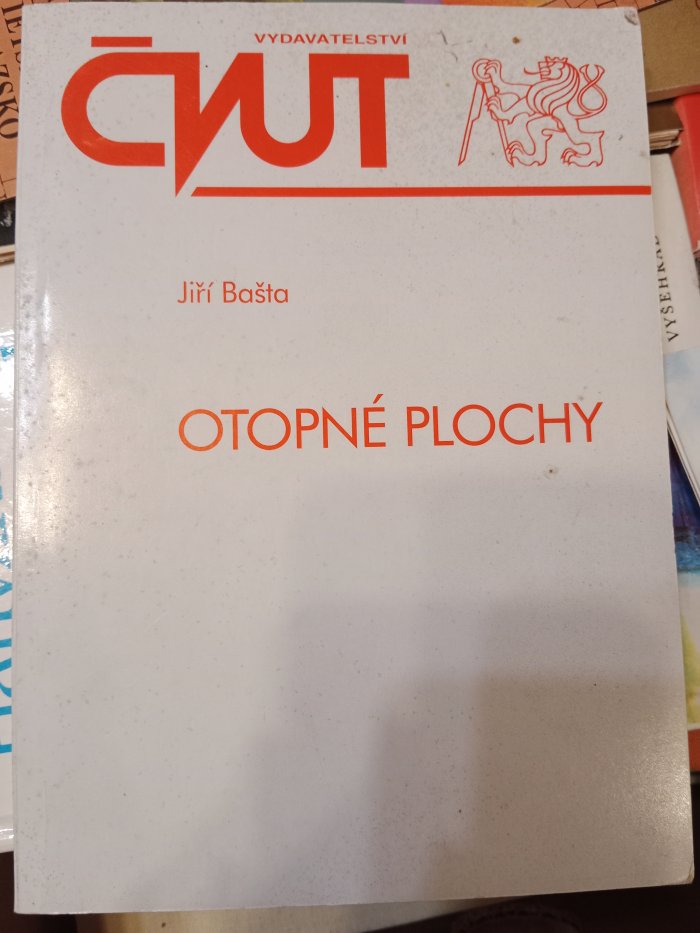 VYDAVATELSTVÍ
ČVUT
Jiří Bašta
OTOPNÉ PLOCHY
VYŠEHRAD